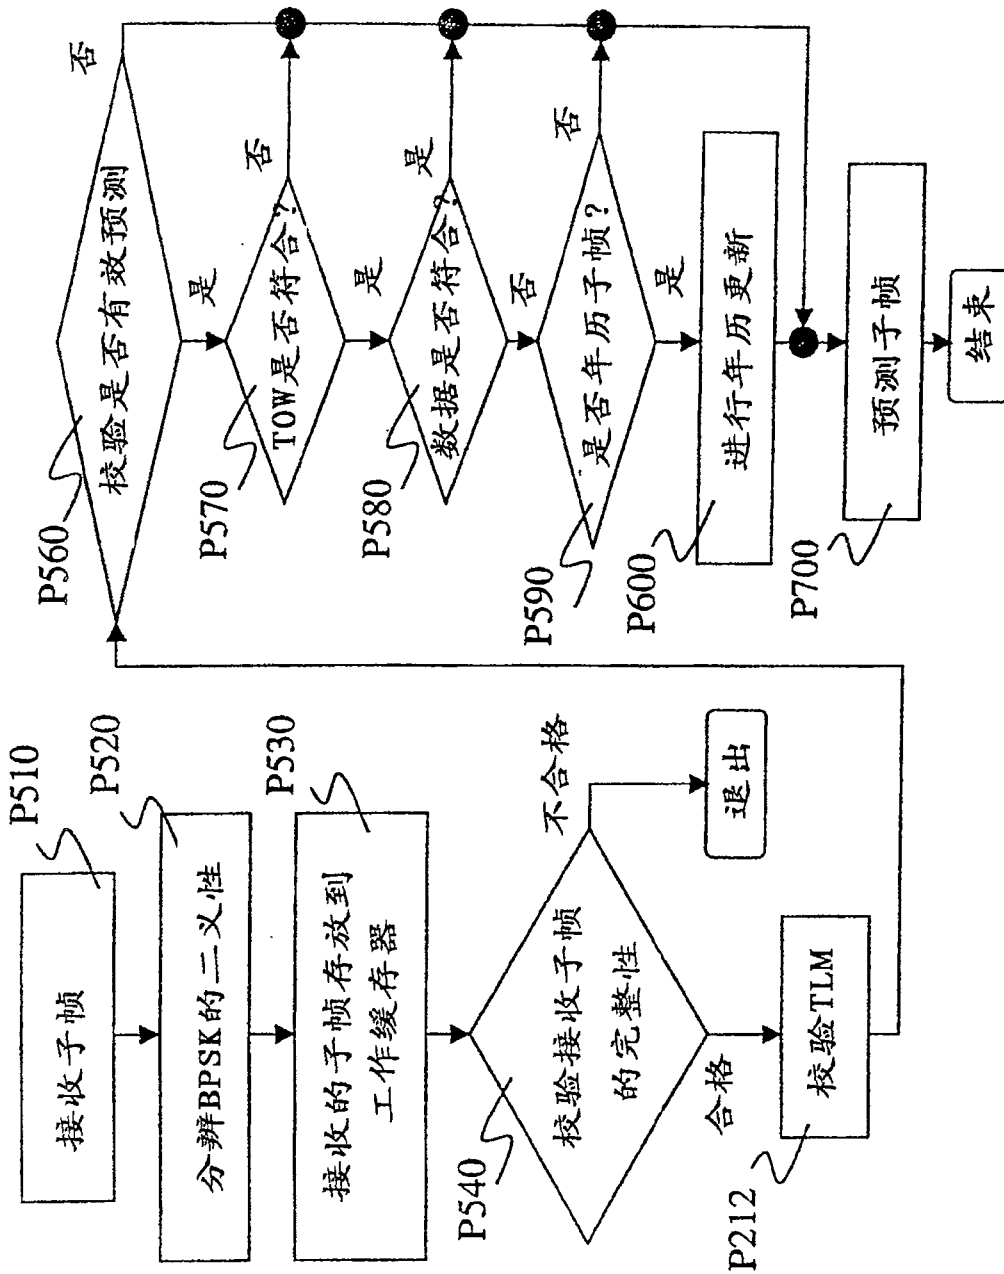 P510
接收子帧
P520
分辨BPSK的二义性
P530
接收的子帧存放到
工作缓存器
P540
校验接收子帧
的完整性
不合格
退出
合格
P212
校验TLM
P560
校验是否有效预测
否
是
P570
TOW是否符合?
否
是
P580
数据是否符合?
是
否
P590
是否年历子帧?
否
是
P600
进行年历更新
P700
预测子帧
结束